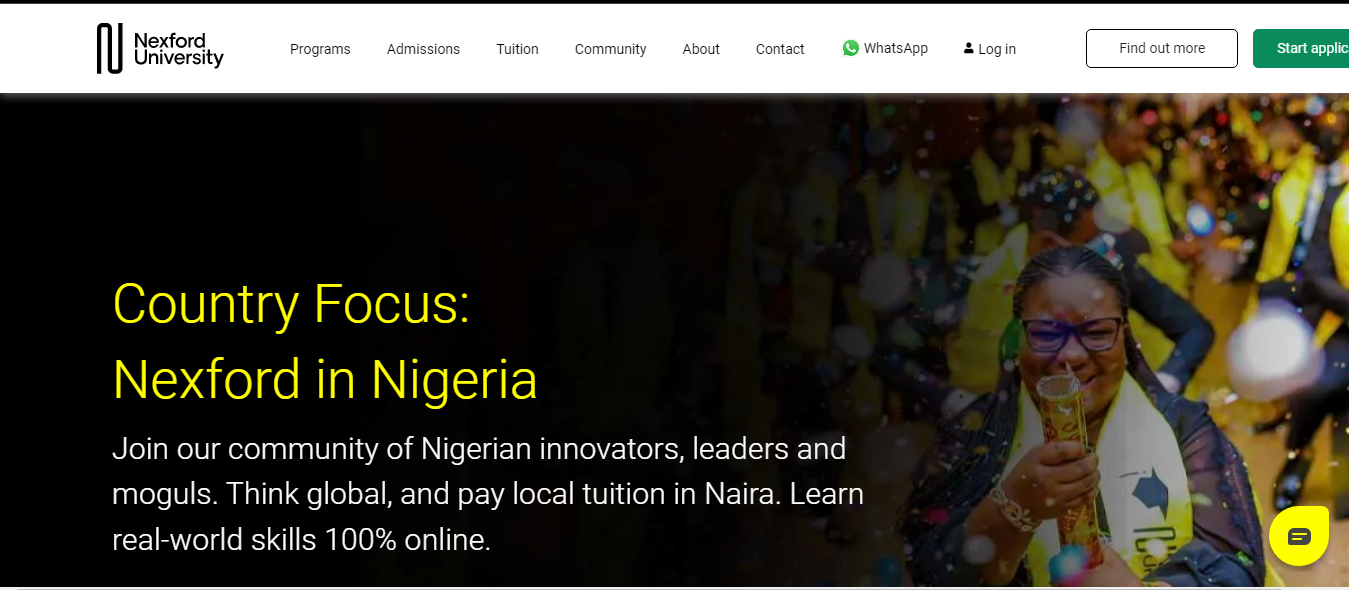 Nexford
University
Programs
Admissions
Tuition
Community
About
Contact
WhatsApp
Log in
Find out more
Start applic
Country Focus:
Nexford in Nigeria
Join our community of Nigerian innovators, leaders and
moguls. Think global, and pay local tuition in Naira. Learn
real-world skills 100% online.